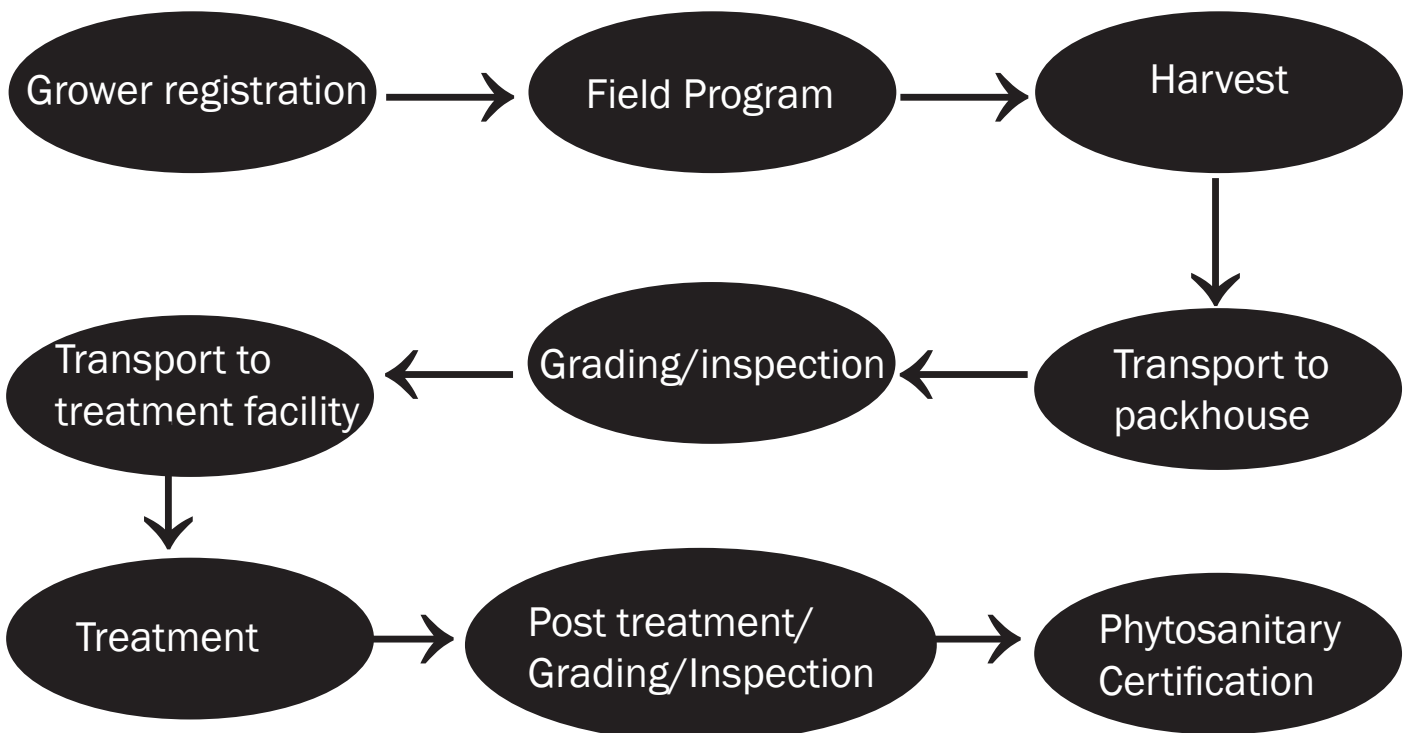 Grower registration
Field Program
Harvest
Transport to
packhouse
Grading/inspection
Transport to
treatment facility
Treatment
Post treatment/
Grading/Inspection
Phytosanitary
Certification